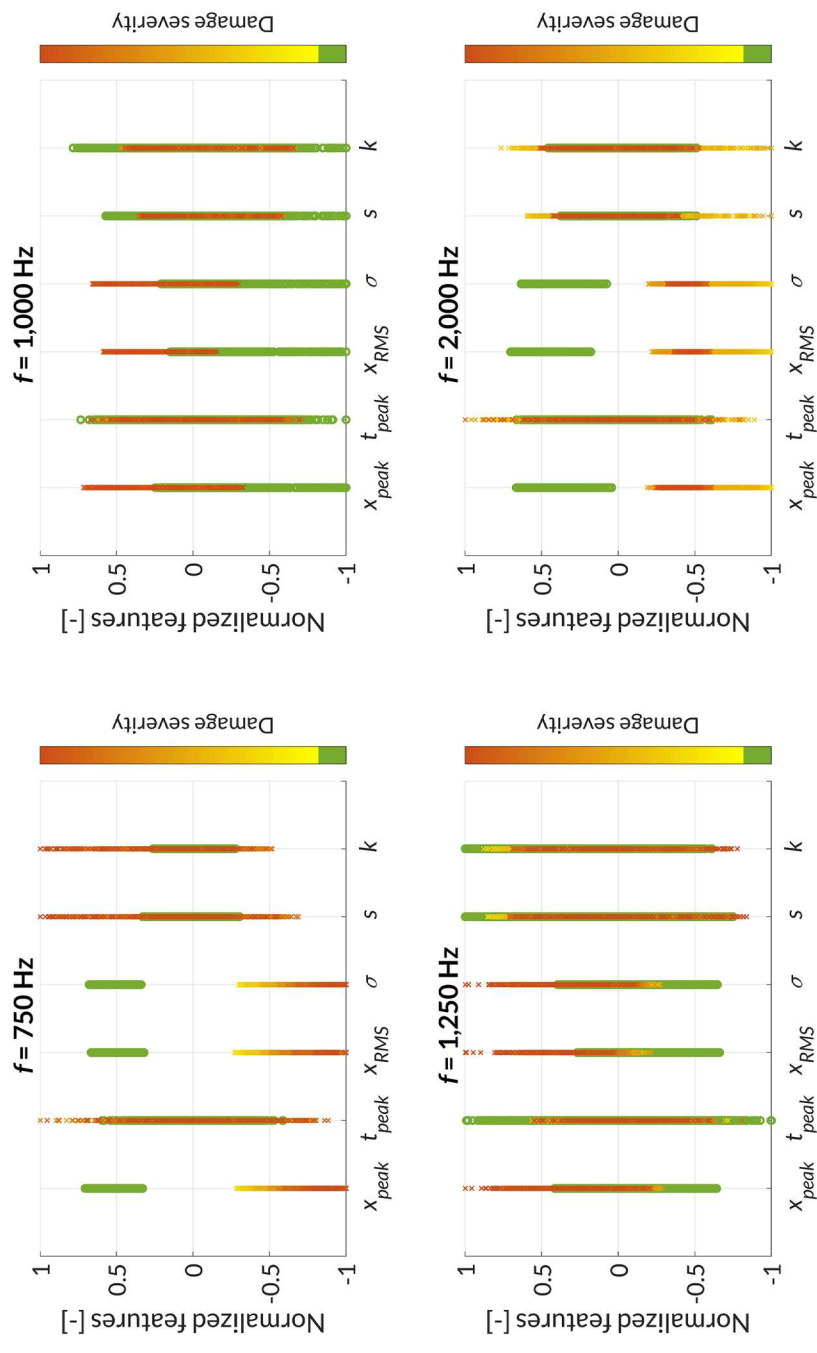 f = 750 Hz
1
0.5
0
-0.5
-1
Normalized features [-]
x_peak t_peak x_RMS σ s k
Damage severity
f = 1,000 Hz
1
0.5
0
-0.5
-1
Normalized features [-]
x_peak t_peak x_RMS σ s k
Damage severity
f = 1,250 Hz
1
0.5
0
-0.5
-1
Normalized features [-]
x_peak t_peak x_RMS σ s k
Damage severity
f = 2,000 Hz
1
0.5
0
-0.5
-1
Normalized features [-]
x_peak t_peak x_RMS σ s k
Damage severity